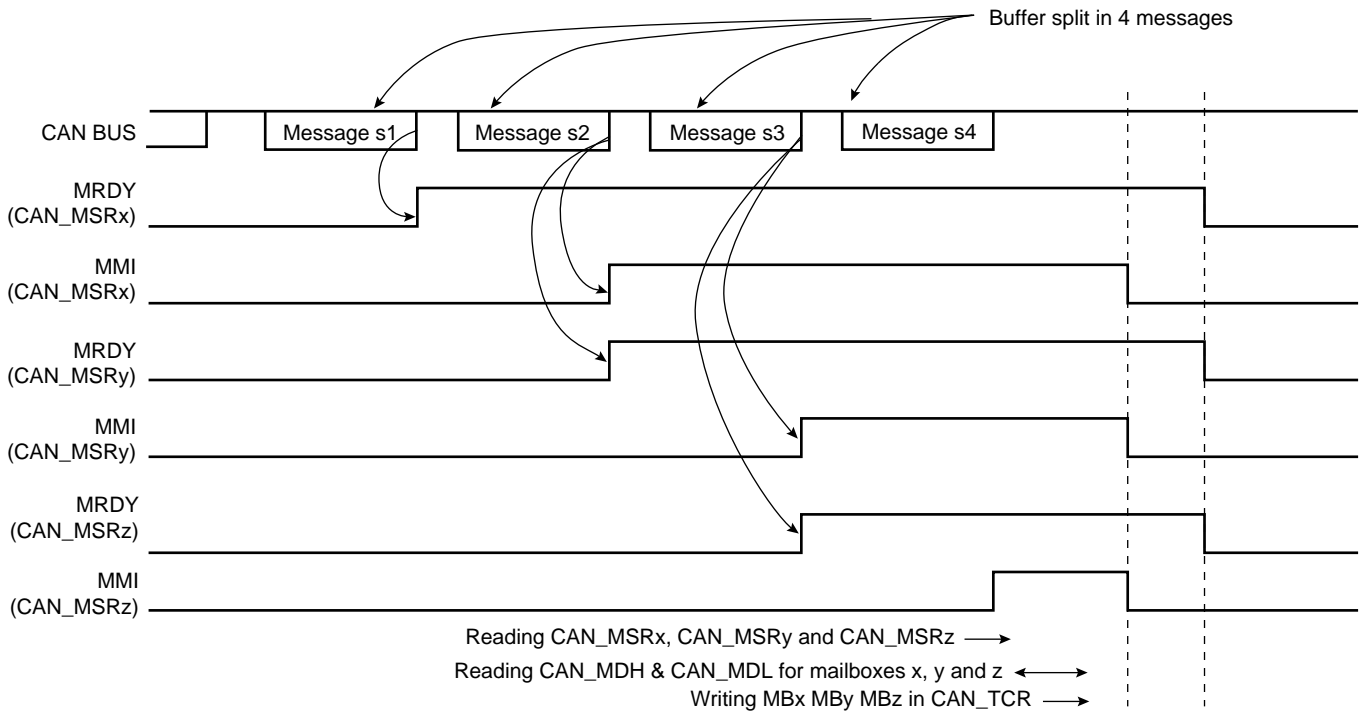 Buffer split in 4 messages
CAN BUS
Message s1
Message s2
Message s3
Message s4
MRDY
(CAN_MSRx)
MMI
(CAN_MSRx)
MRDY
(CAN_MSRy)
MMI
(CAN_MSRy)
MRDY
(CAN_MSRz)
MMI
(CAN_MSRz)
Reading CAN_MSRx, CAN_MSRy and CAN_MSRz
Reading CAN_MDH & CAN_MDL for mailboxes x, y and z
Writing MBx MBy MBz in CAN_TCR